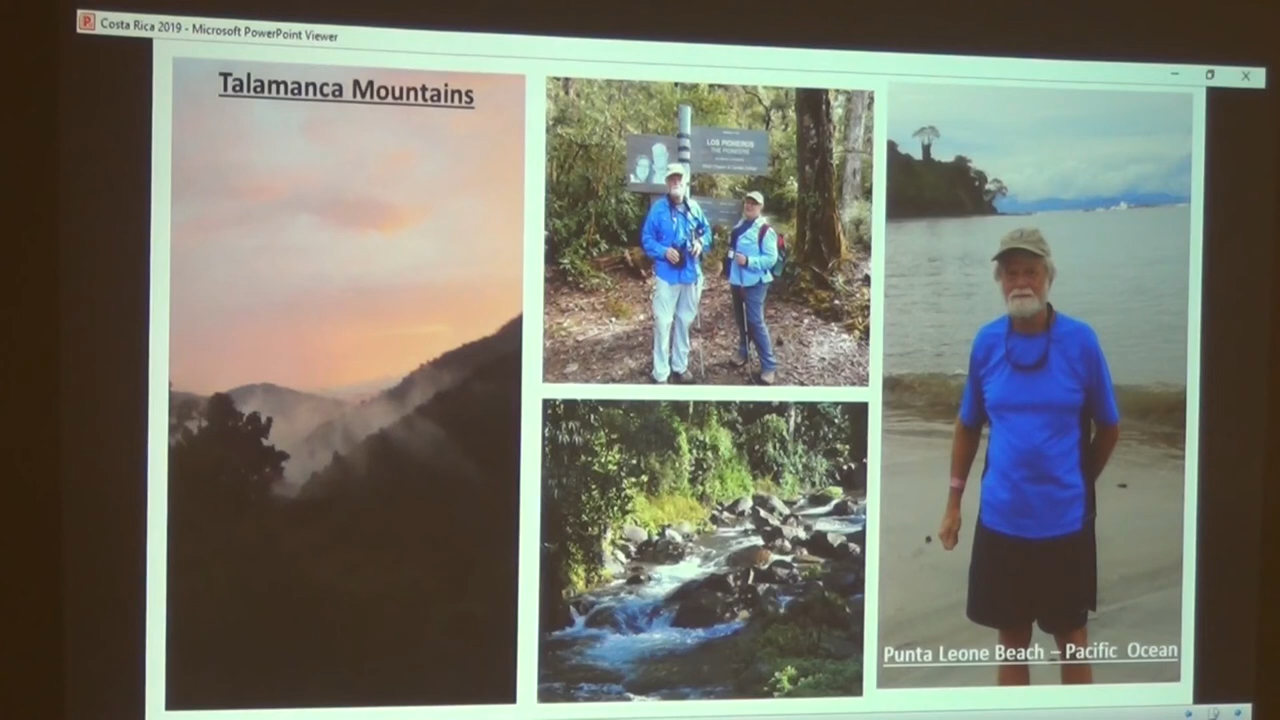 Costa Rica 2019 - Microsoft PowerPoint Viewer
Talamanca Mountains
LOS PIONEROS
THE PIONEERS
Punta Leone Beach – Pacific Ocean